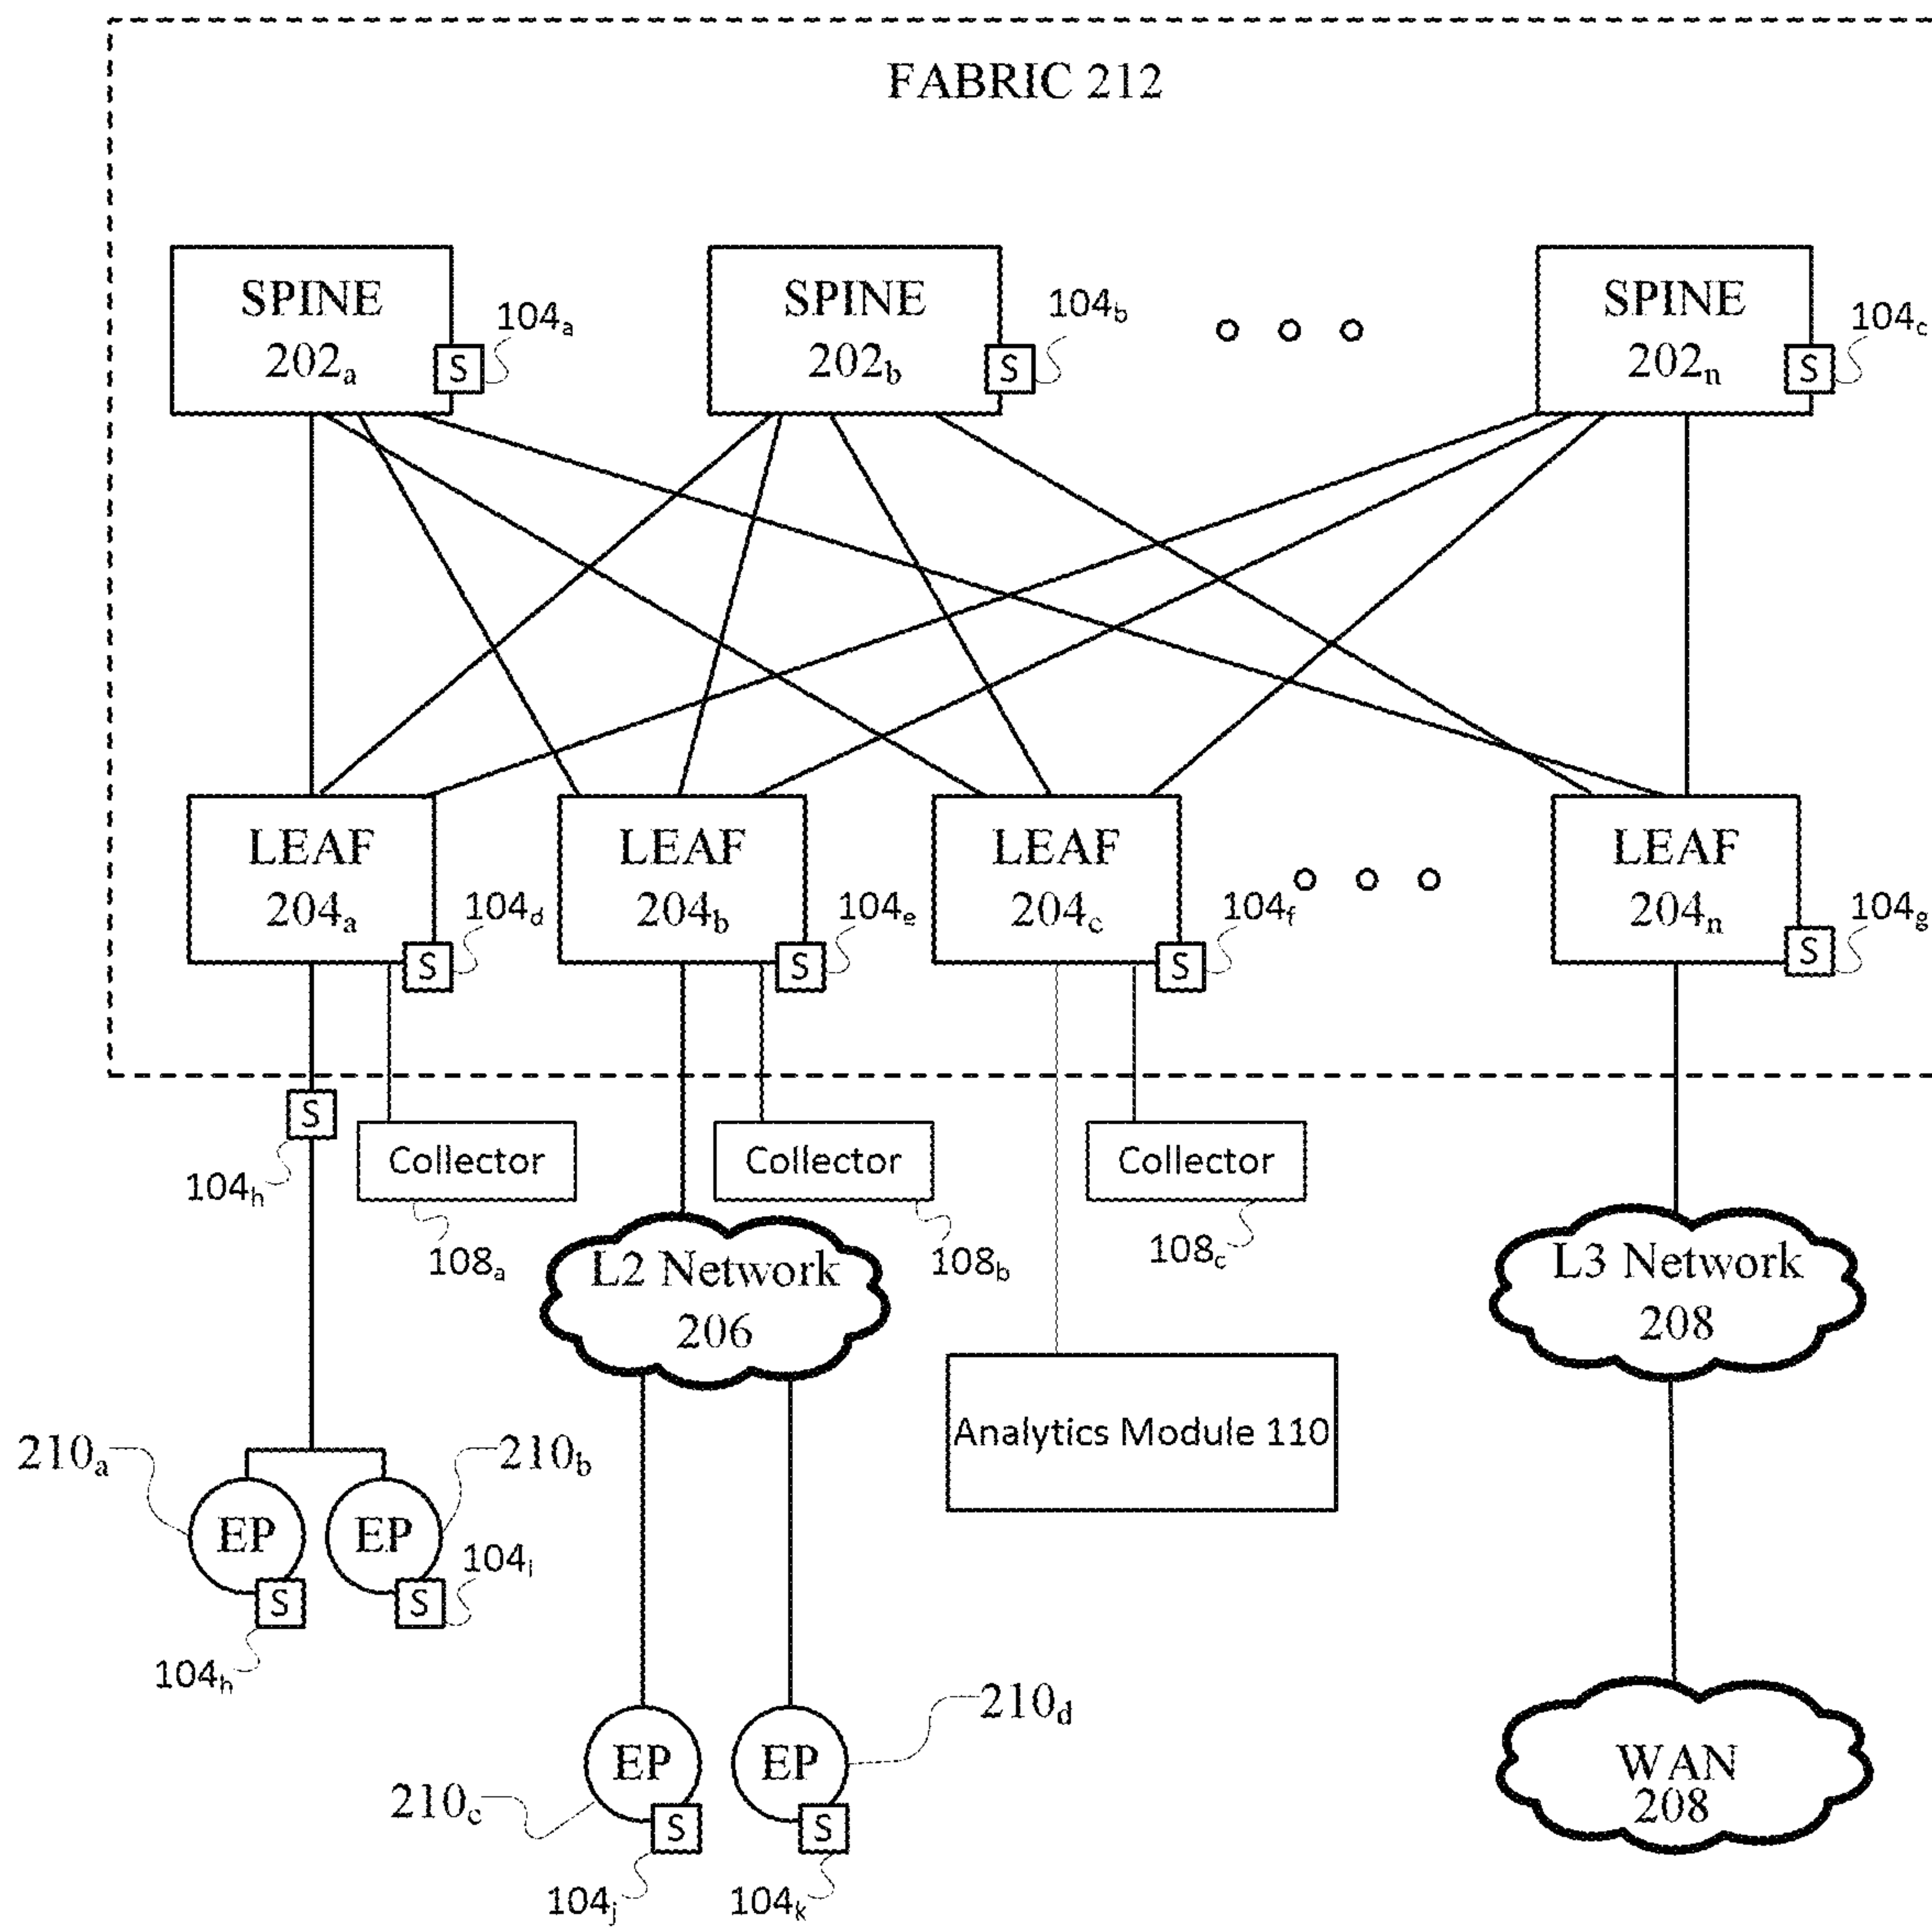 FABRIC 212
SPINE
202a
S
104a
SPINE
202b
S
104b
SPINE
202n
S
104c
LEAF
204a
S
104d
LEAF
204b
S
104e
LEAF
204c
S
104f
LEAF
204n
S
104g
S
104h
Collector
108a
Collector
108b
Collector
108c
L2 Network
206
L3 Network
208
Analytics Module 110
210a
EP
S
104h
210b
EP
S
104i
210c
EP
S
104j
210d
EP
S
104k
WAN
208